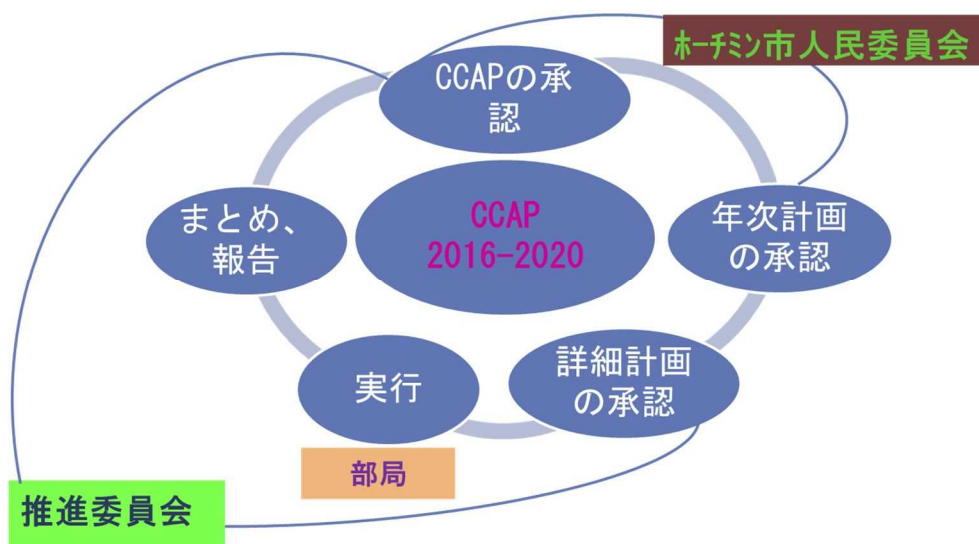 ﾎｰﾁﾐﾝ市人民委員会
CCAPの承
認
まとめ、
報告
CCAP
2016-2020
年次計画
の承認
実行
詳細計画
の承認
部局
推進委員会